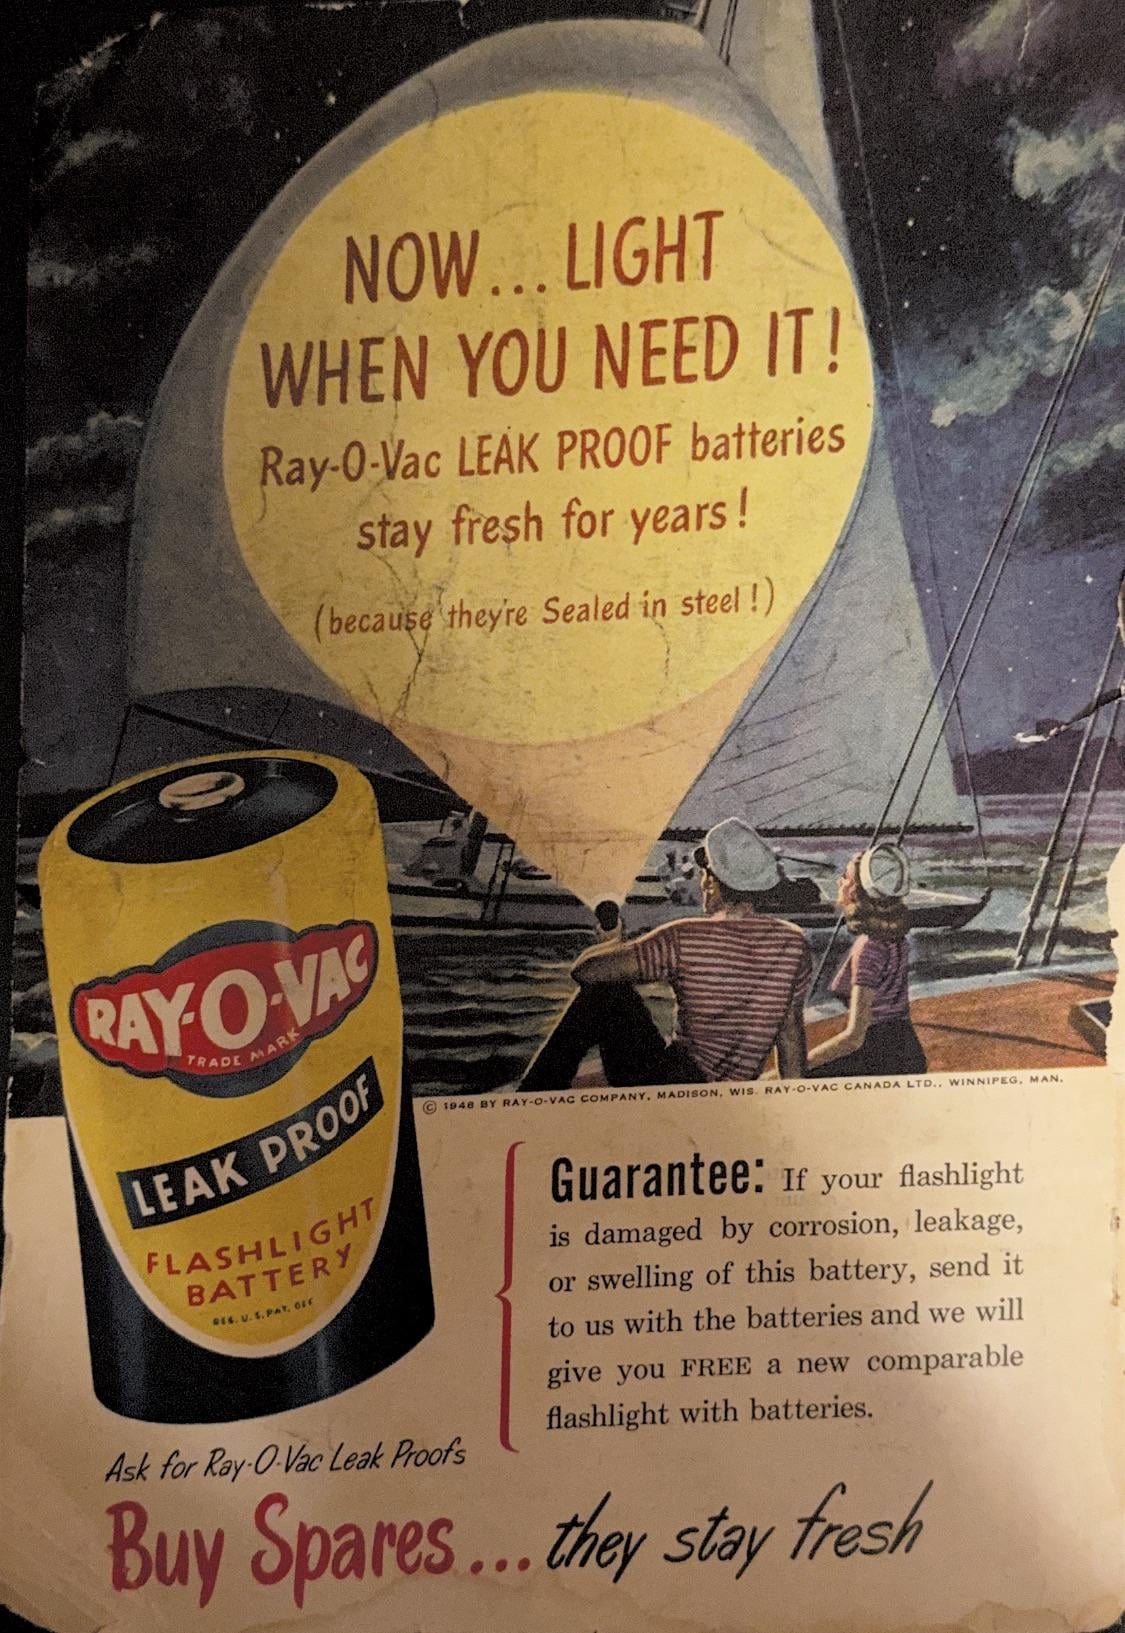 NOW... LIGHT
WHEN YOU NEED IT!
Ray-O-Vac LEAK PROOF batteries
stay fresh for years!
(because they're Sealed in steel!)
RAY-O-VAC
TRADE MARK
LEAK PROOF
FLASHLIGHT
BATTERY
REG. U.S. PAT. OFF
© 1948 BY RAY-O-VAC COMPANY, MADISON, WIS. RAY-O-VAC CANADA LTD., WINNIPEG, MAN.
Guarantee: If your flashlight
is damaged by corrosion, leakage,
or swelling of this battery, send it
to us with the batteries and we will
give you FREE a new comparable
flashlight with batteries.
Ask for Ray-O-Vac Leak Proofs
Buy Spares... they stay fresh